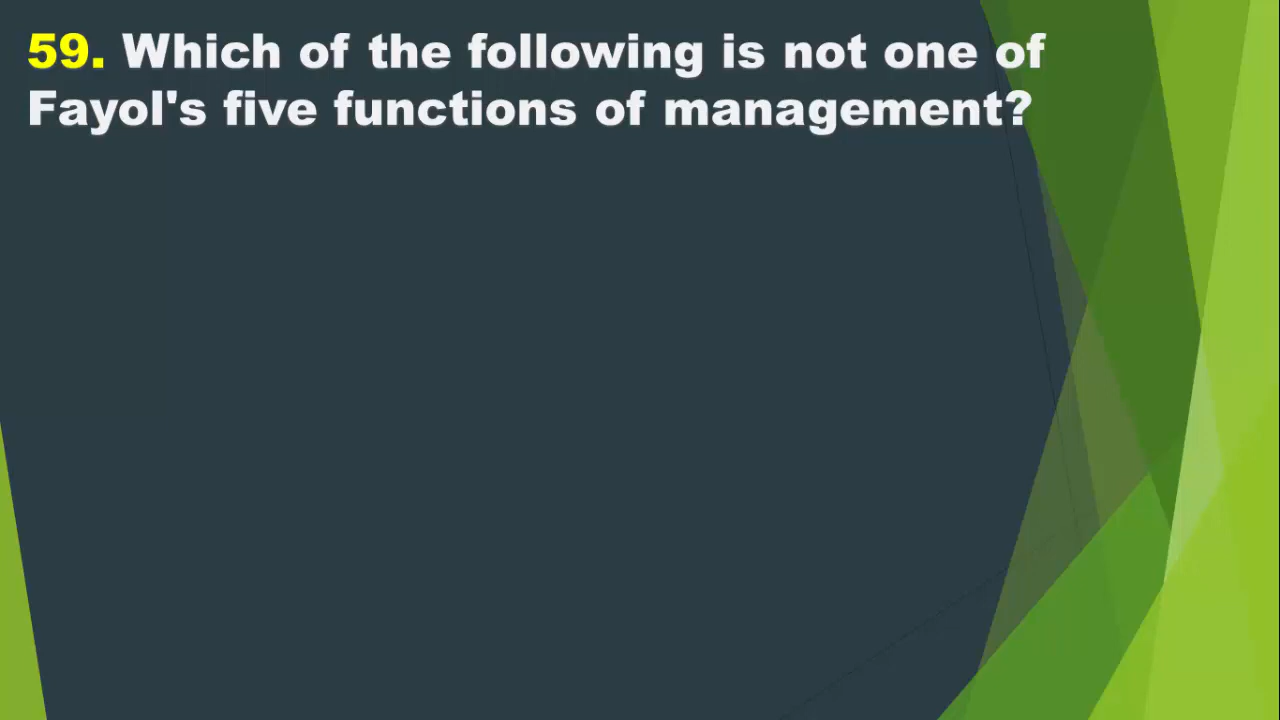 59. Which of the following is not one of
Fayol's five functions of management?